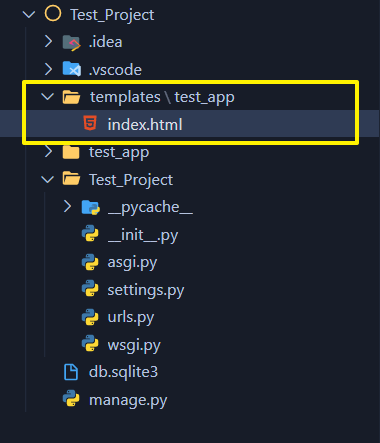 Test_Project
.idea
.vscode
templates \ test_app
index.html
test_app
Test_Project
__pycache__
__init__.py
asgi.py
settings.py
urls.py
wsgi.py
db.sqlite3
manage.py